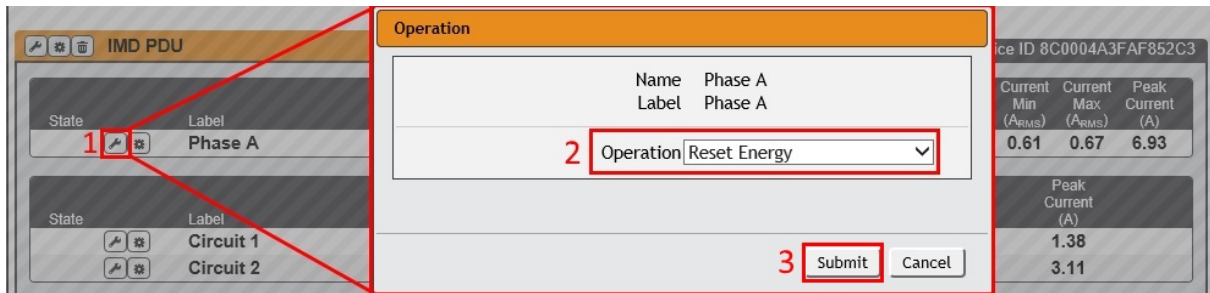 Operation
IMD PDU
ice ID 8C0004A3FAF852C3
Name Phase A
Label Phase A
Current Min (ARMS)
Current Max (ARMS)
Peak Current (A)
State
Label
1
Phase A
0.61
0.67
6.93
2
Operation Reset Energy
State
Label
Peak
Current
(A)
Circuit 1
1.38
Circuit 2
3.11
3
Submit
Cancel